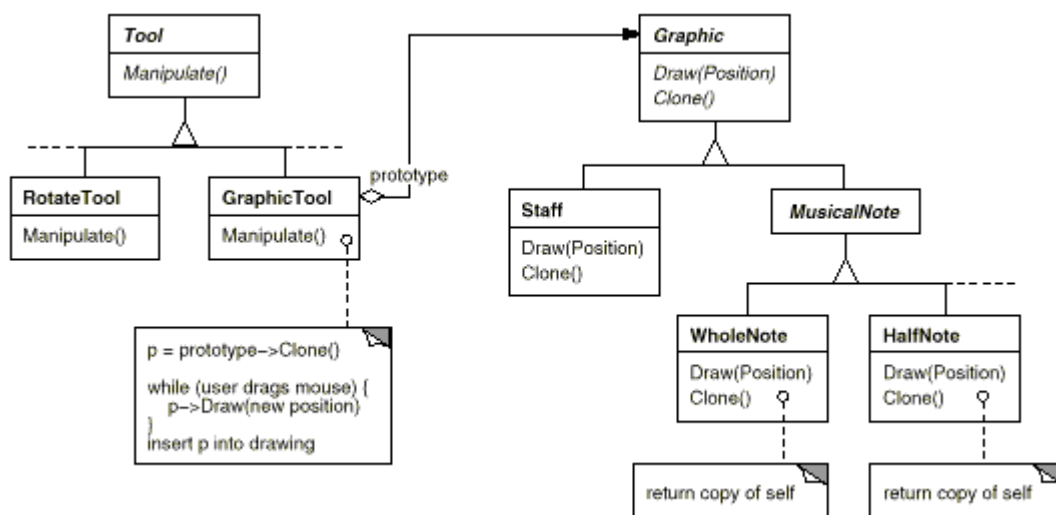 Tool
Manipulate()
Graphic
Draw(Position)
Clone()
prototype
RotateTool
Manipulate()
GraphicTool
Manipulate()
Staff
Draw(Position)
Clone()
MusicalNote
p = prototype->Clone()
while (user drags mouse) {
p->Draw(new position)
}
insert p into drawing
WholeNote
Draw(Position)
Clone()
HalfNote
Draw(Position)
Clone()
return copy of self
return copy of self